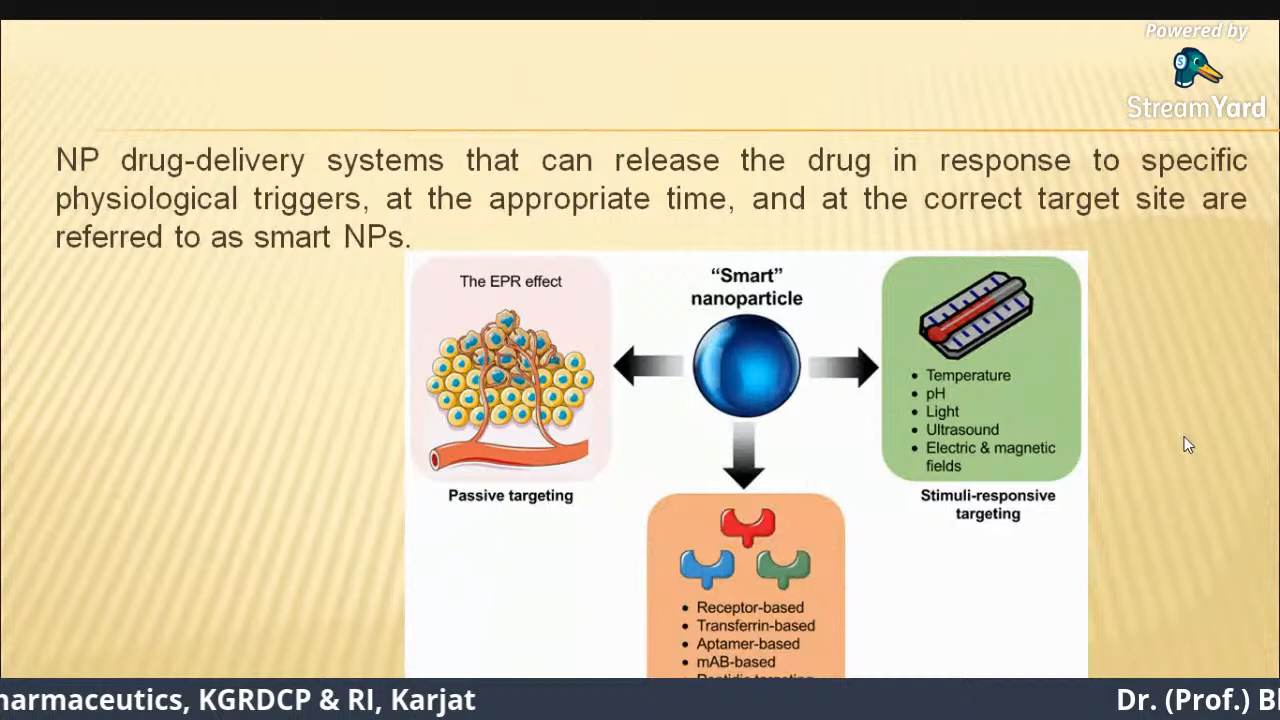 Powered by
StreamYard
NP drug-delivery systems that can release the drug in response to specific
physiological triggers, at the appropriate time, and at the correct target site are
referred to as smart NPs.
The EPR effect
Passive targeting
“Smart”
nanoparticle
• Temperature
• pH
• Light
• Ultrasound
• Electric & magnetic
fields
Stimuli-responsive
targeting
• Receptor-based
• Transferrin-based
• Aptamer-based
• mAB-based
harmaceutics, KGRDCP & RI, Karjat
Dr. (Prof.) B